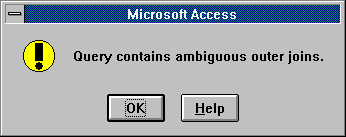 Microsoft Access
Query contains ambiguous outer joins.
OK
Help